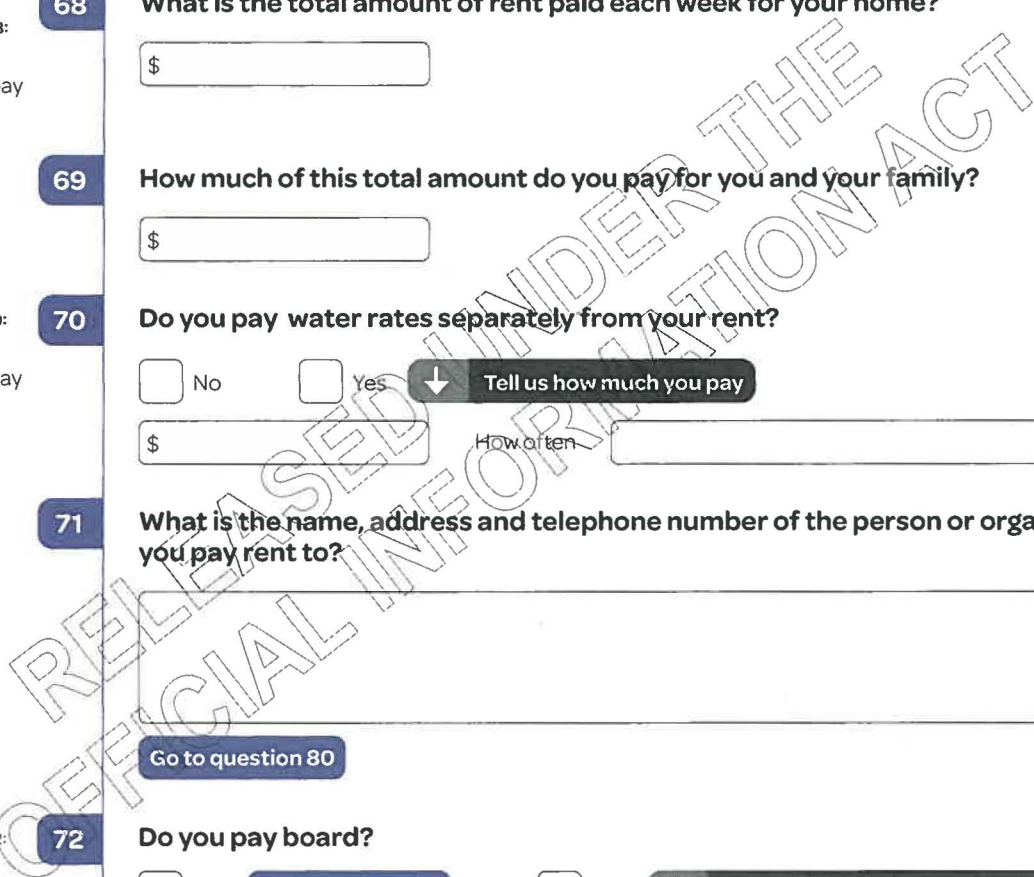 68
What is the total amount of rent paid each week for your home?
$
69
How much of this total amount do you pay for you and your family?
$
70
Do you pay water rates separately from your rent?
No Yes Tell us how much you pay
$ How often
71
What is the name, address and telephone number of the person or orga
you pay rent to?
Go to question 80
72
Do you pay board?
ay
ay
RELEASED UNDER THE
OFFICIAL INFORMATION ACT